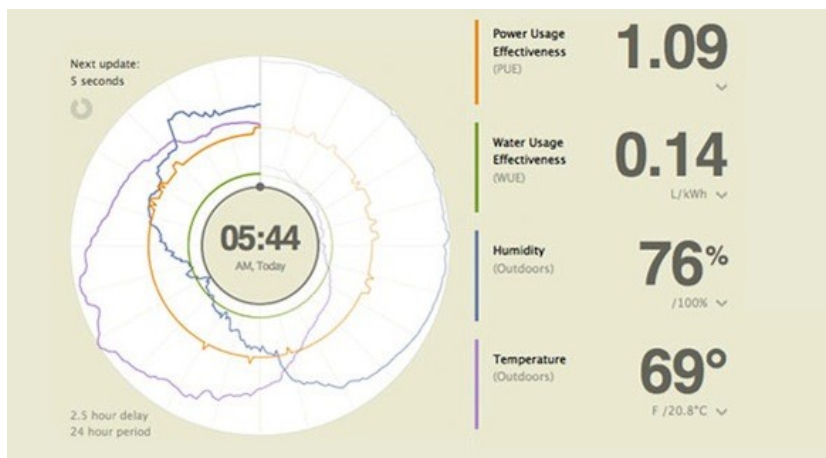 Next update:
5 seconds
05:44
AM, Today
2.5 hour delay
24 hour period
Power Usage
Effectiveness
(PUE)
1.09
Water Usage
Effectiveness
(WUE)
0.14
L/kWh
Humidity
(Outdoors)
76%
/100%
Temperature
(Outdoors)
69°
F /20.8°C